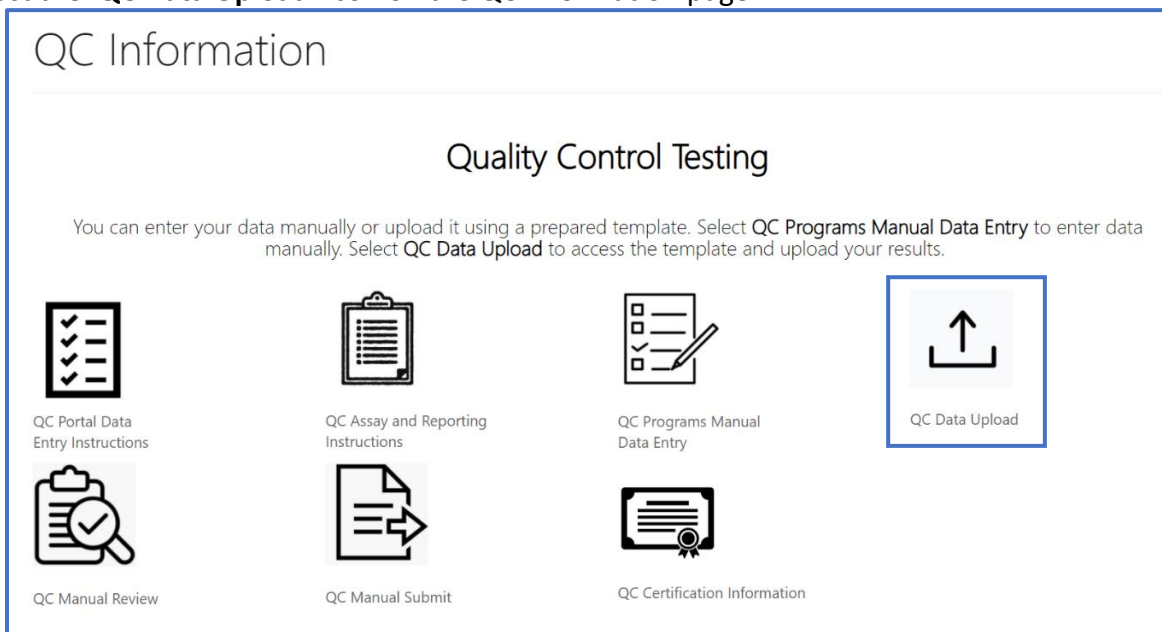 QC Information
Quality Control Testing
You can enter your data manually or upload it using a prepared template. Select QC Programs Manual Data Entry to enter data
manually. Select QC Data Upload to access the template and upload your results.
QC Portal Data
Entry Instructions
QC Assay and Reporting
Instructions
QC Programs Manual
Data Entry
QC Data Upload
QC Manual Review
QC Manual Submit
QC Certification Information